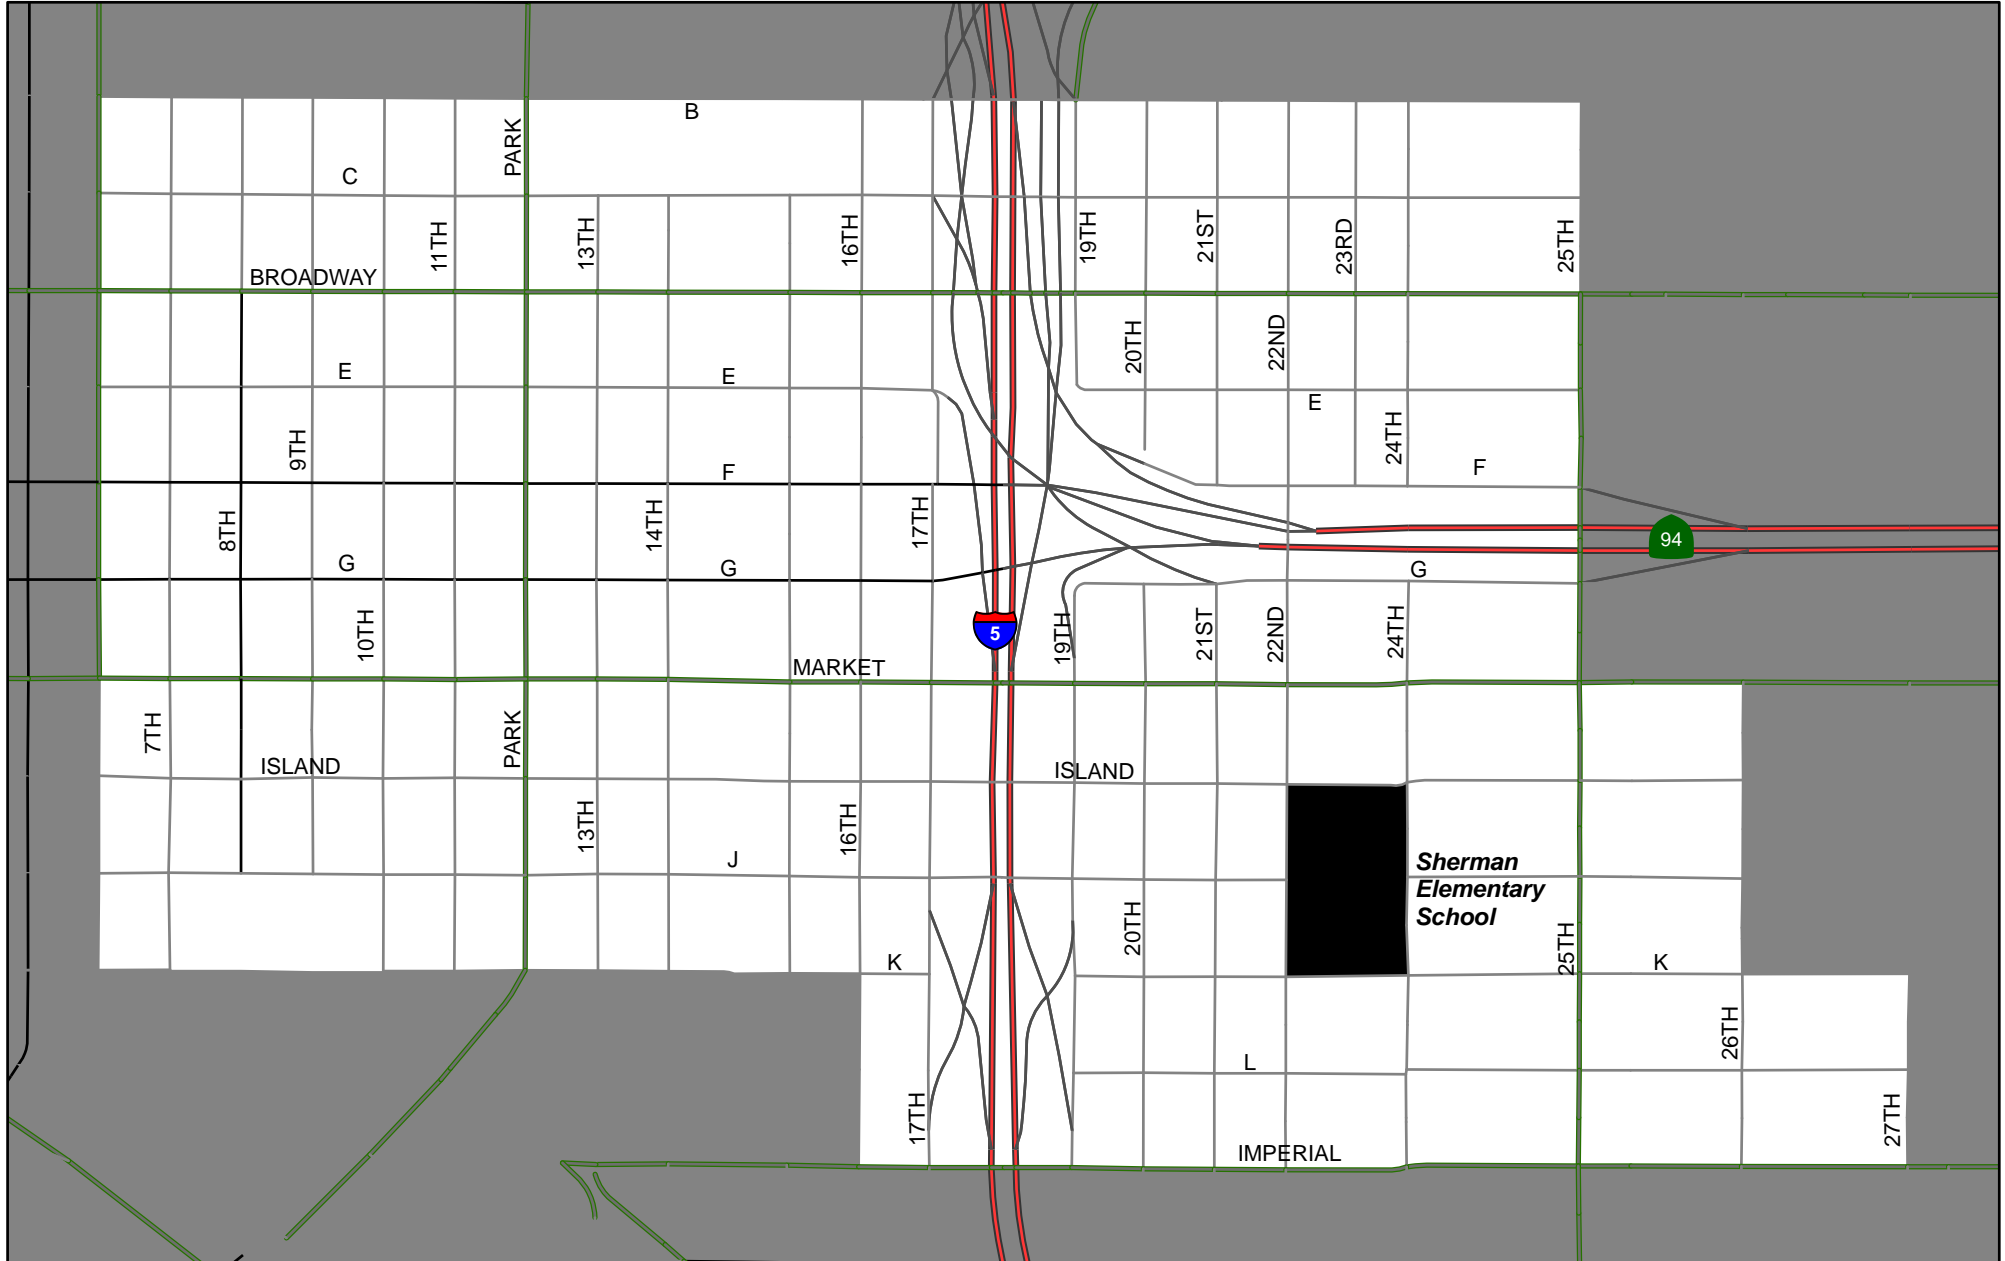 B
C
PARK
11TH
13TH
16TH
19TH
21ST
23RD
25TH
BROADWAY
20TH
22ND
E
E
E
9TH
24TH
F
F
8TH
14TH
17TH
94
G
G
G
10TH
5
19TH
21ST
22ND
24TH
MARKET
7TH
PARK
ISLAND
ISLAND
13TH
16TH
J
Sherman
Elementary
School
20TH
25TH
K
K
26TH
L
17TH
27TH
IMPERIAL